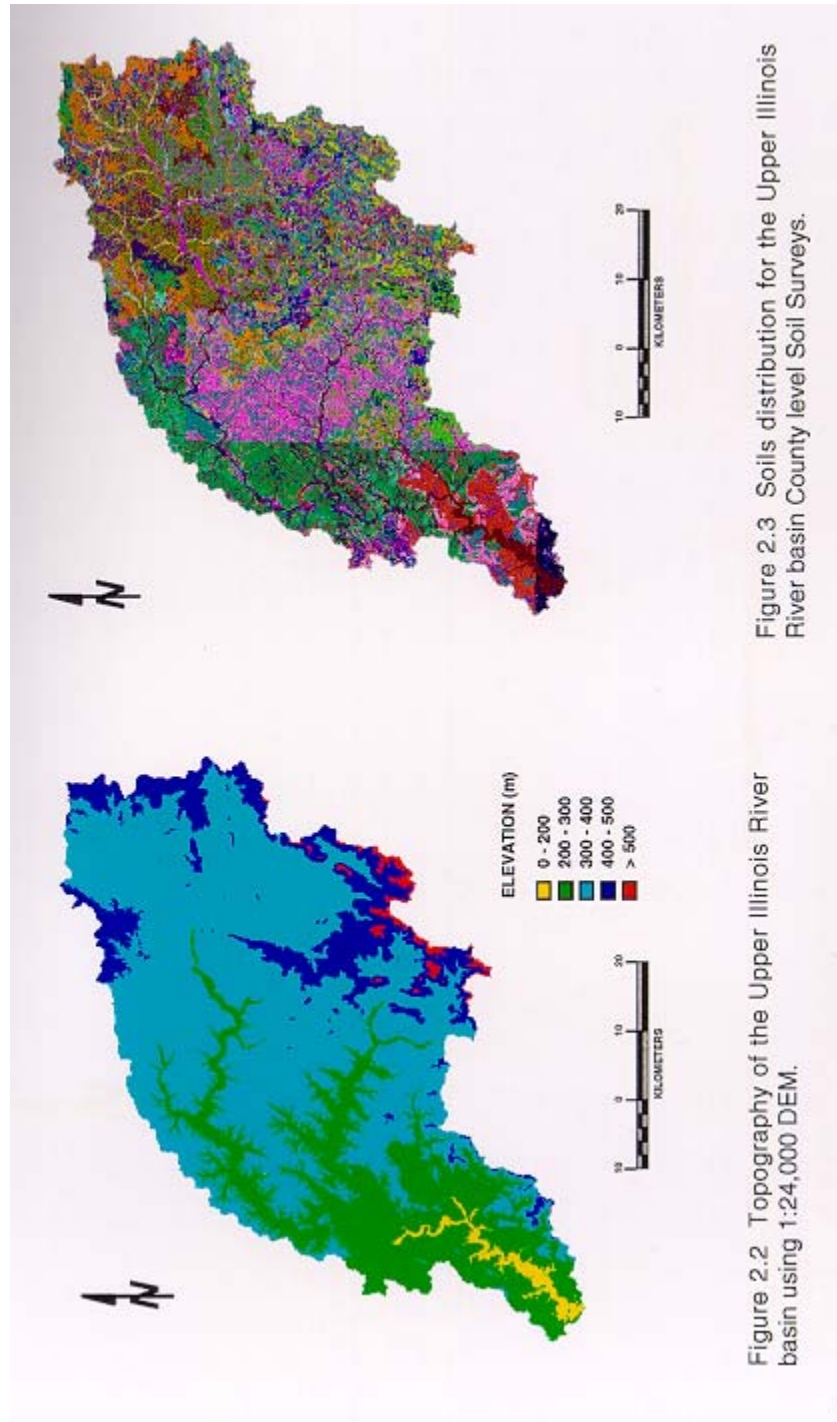 N
ELEVATION (m)
0 - 200
200 - 300
300 - 400
400 - 500
> 500
10 0 10 20
KILOMETERS
Figure 2.2 Topography of the Upper Illinois River
basin using 1:24,000 DEM.
N
10 0 10 20
KILOMETERS
Figure 2.3 Soils distribution for the Upper Illinois
River basin County level Soil Surveys.